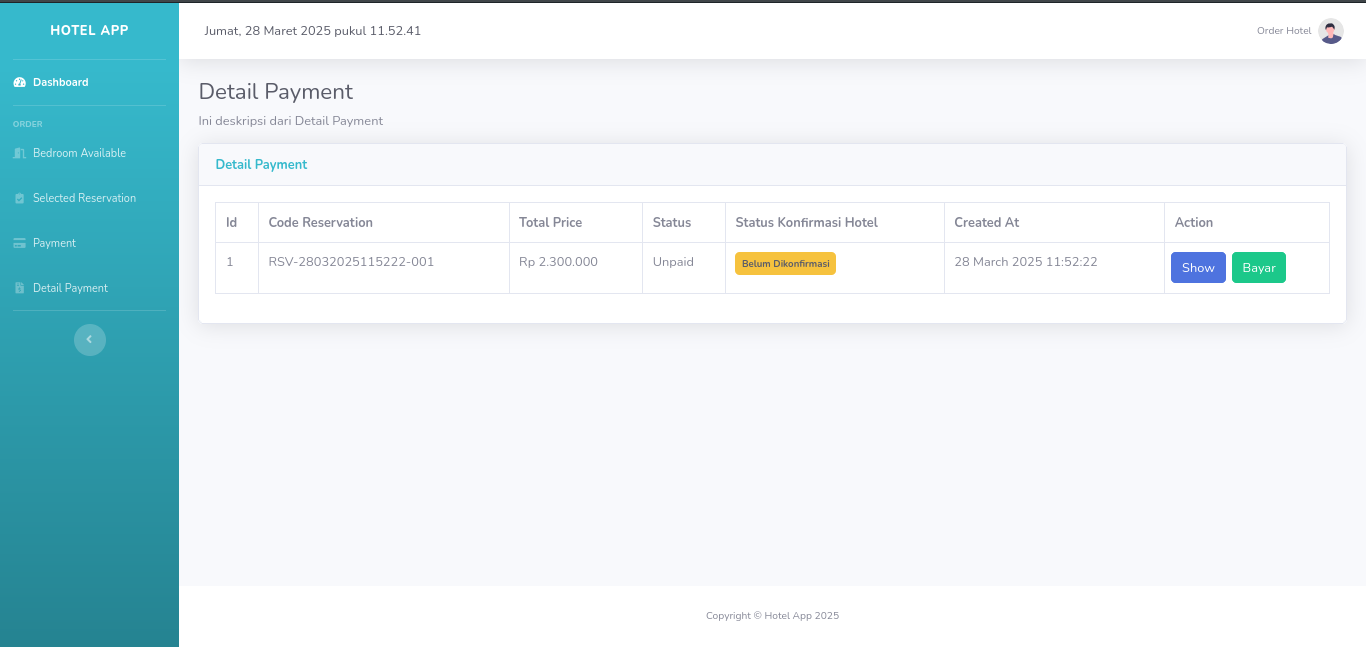 HOTEL APP
Jumat, 28 Maret 2025 pukul 11.52.41
Order Hotel
Dashboard
ORDER
Bedroom Available
Selected Reservation
Payment
Detail Payment
Detail Payment
Ini deskripsi dari Detail Payment
Detail Payment
Id Code Reservation Total Price Status Status Konfirmasi Hotel Created At Action
1 RSV-28032025115222-001 Rp 2.300.000 Unpaid Belum Dikonfirmasi 28 March 2025 11:52:22 Show Bayar
Copyright © Hotel App 2025